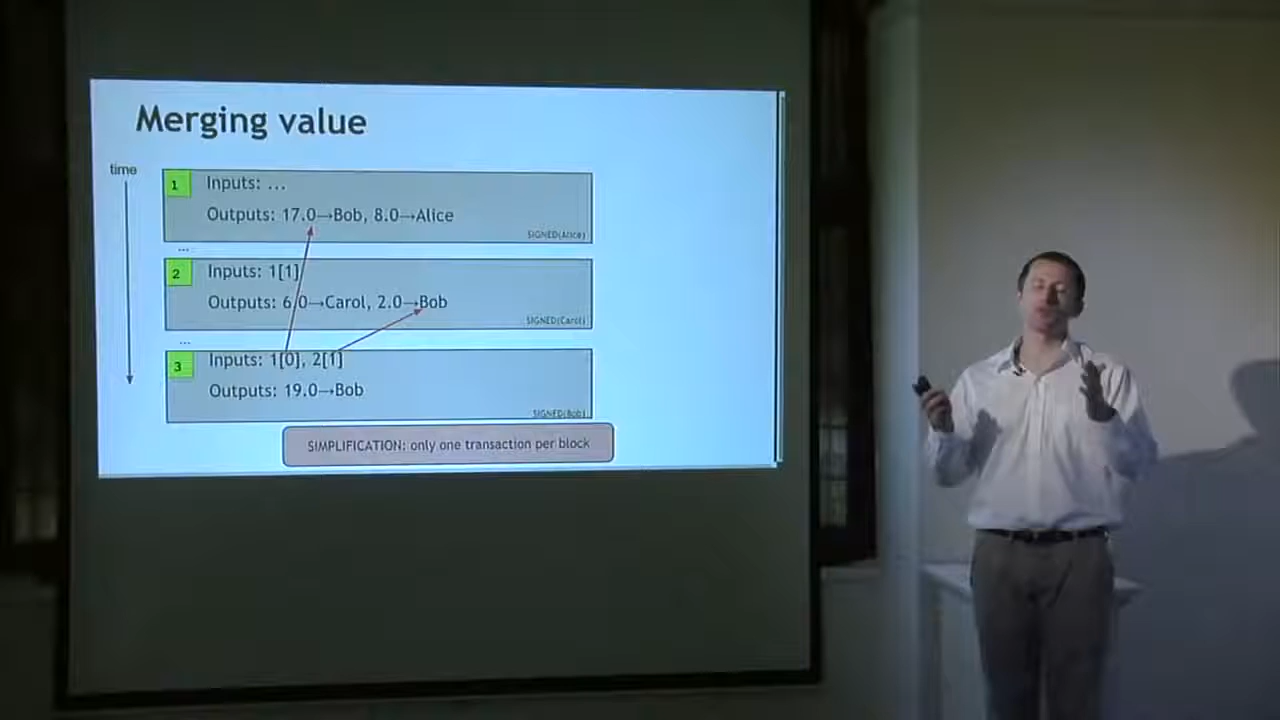 Merging value
time
1
Inputs: ...
Outputs: 17.0→Bob, 8.0→Alice
SIGNED(Alice)
...
2
Inputs: 1[1]
Outputs: 6.0→Carol, 2.0→Bob
SIGNED(Carol)
...
3
Inputs: 1[0], 2[1]
Outputs: 19.0→Bob
SIGNED(Bob)
SIMPLIFICATION: only one transaction per block